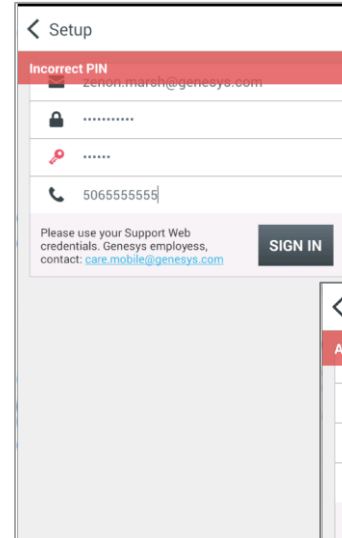 Setup
Incorrect PIN
zenon.marsh@genesys.com
···········
······
5065555555
Please use your Support Web
credentials. Genesys employess,
contact: care.mobile@genesys.com
SIGN IN
A